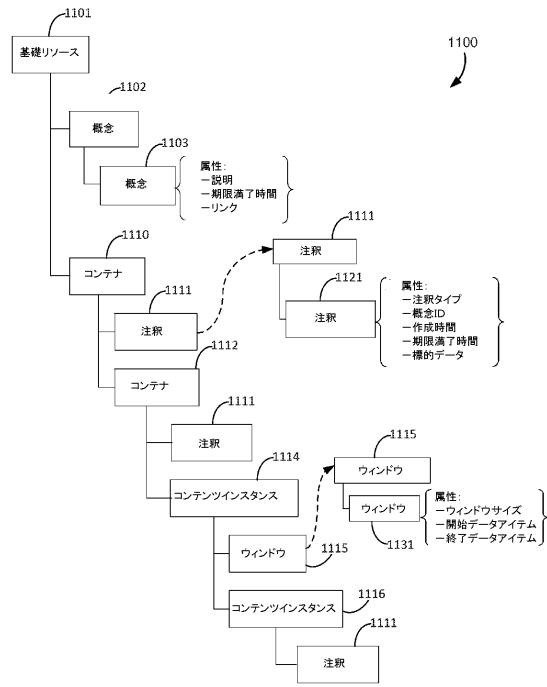 1101
基礎リソース
1100
1102
概念
1103
概念
属性:
ー説明
ー期限満了時間
ーリンク
1110
コンテナ
1111
注釈
1111
注釈
1121
注釈
属性:
ー注釈タイプ
ー概念ID
ー作成時間
ー期限満了時間
ー標的データ
1112
コンテナ
1111
注釈
1114
コンテンツインスタンス
1115
ウィンドウ
ウィンドウ
1131
属性:
ーウィンドウサイズ
ー開始データアイテム
ー終了データアイテム
ウィンドウ
1115
1116
コンテンツインスタンス
1111
注釈